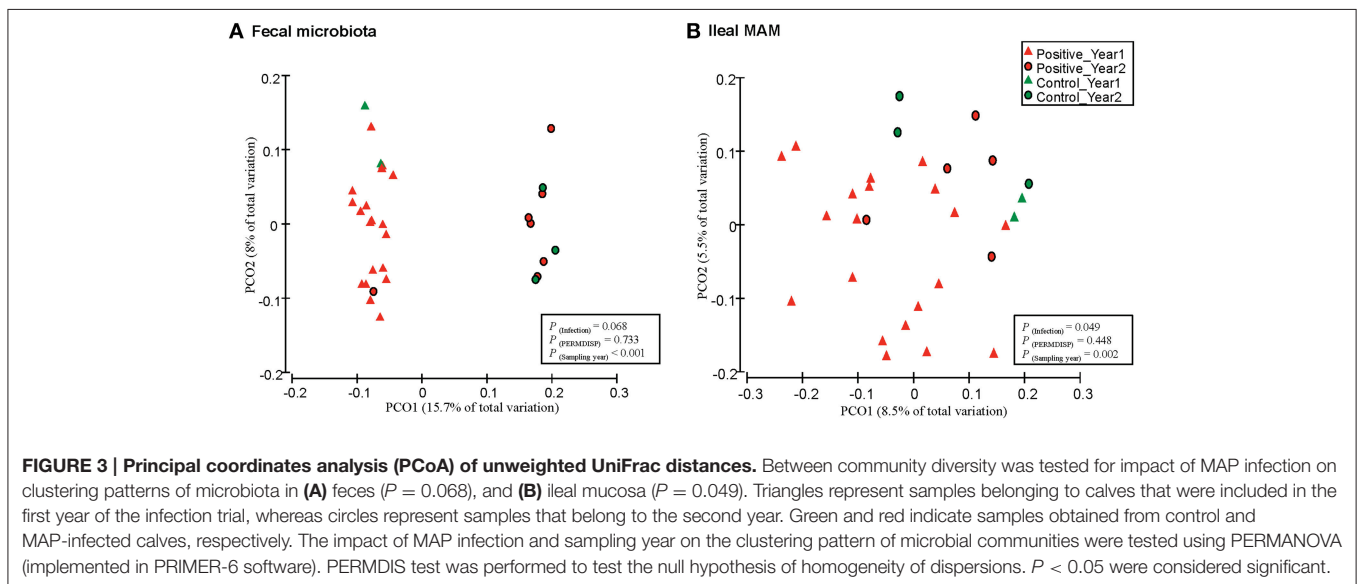 A Fecal microbiota
PCO2 (8% of total variation)
0.2
0.1
0
-0.1
-0.2
-0.2 -0.1 0 0.1 0.2 0.3
PCO1 (15.7% of total variation)
P (Infection) = 0.068
P (PERMDISP) = 0.733
P (Sampling year) < 0.001
B Ileal MAM
Positive_Year1
Positive_Year2
Control_Year1
Control_Year2
PCO2 (5.5% of total variation)
0.2
0.1
0
-0.1
-0.2
-0.3 -0.2 -0.1 0 0.1 0.2 0.3
PCO1 (8.5% of total variation)
P (Infection) = 0.049
P (PERMDISP) = 0.448
P (Sampling year) = 0.002
FIGURE 3 | Principal coordinates analysis (PCoA) of unweighted UniFrac distances. Between community diversity was tested for impact of MAP infection on
clustering patterns of microbiota in (A) feces (P = 0.068), and (B) ileal mucosa (P = 0.049). Triangles represent samples belonging to calves that were included in the
first year of the infection trial, whereas circles represent samples that belong to the second year. Green and red indicate samples obtained from control and
MAP-infected calves, respectively. The impact of MAP infection and sampling year on the clustering pattern of microbial communities were tested using PERMANOVA
(implemented in PRIMER-6 software). PERMDIS test was performed to test the null hypothesis of homogeneity of dispersions. P < 0.05 were considered significant.